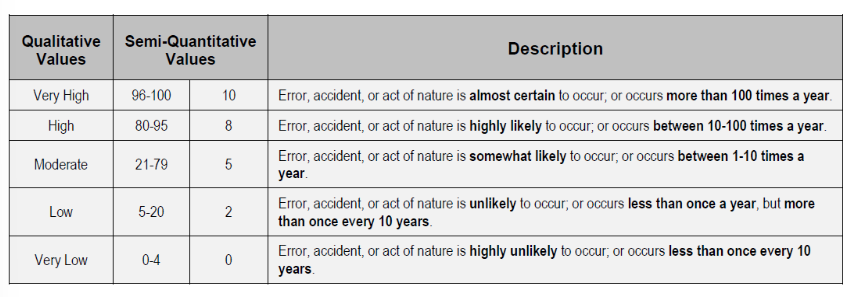 Qualitative Values Semi-Quantitative Values Description
Very High 96-100 10 Error, accident, or act of nature is almost certain to occur; or occurs more than 100 times a year.
High 80-95 8 Error, accident, or act of nature is highly likely to occur; or occurs between 10-100 times a year.
Moderate 21-79 5 Error, accident, or act of nature is somewhat likely to occur; or occurs between 1-10 times a
year.
Low 5-20 2 Error, accident, or act of nature is unlikely to occur; or occurs less than once a year, but more
than once every 10 years.
Very Low 0-4 0 Error, accident, or act of nature is highly unlikely to occur; or occurs less than once every 10
years.